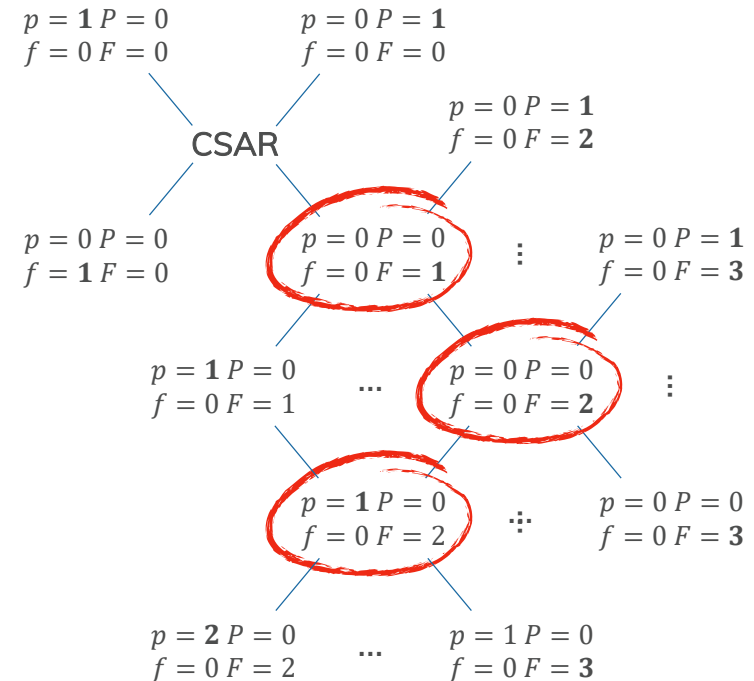 p = 1 P = 0
f = 0 F = 0
p = 0 P = 1
f = 0 F = 0
p = 0 P = 1
f = 0 F = 2
CSAR
p = 0 P = 0
f = 1 F = 0
p = 0 P = 0
f = 0 F = 1
⋮
p = 0 P = 1
f = 0 F = 3
p = 1 P = 0
f = 0 F = 1
...
p = 0 P = 0
f = 0 F = 2
⋮
p = 1 P = 0
f = 0 F = 2
p = 0 P = 0
f = 0 F = 3
p = 2 P = 0
f = 0 F = 2
...
p = 1 P = 0
f = 0 F = 3